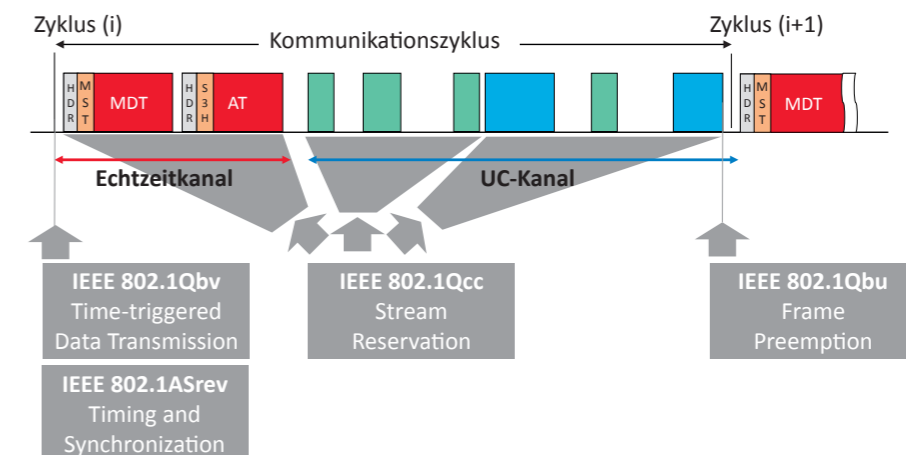 Zyklus (i)
Zyklus (i+1)
Kommunikationszyklus
HDR
MST
MDT
HDR
S3H
AT
HDR
MST
MDT
Echtzeitkanal
UC-Kanal
IEEE 802.1Qbv
Time-triggered
Data Transmission
IEEE 802.1Qcc
Stream
Reservation
IEEE 802.1Qbu
Frame
Preemption
IEEE 802.1ASrev
Timing and
Synchronization